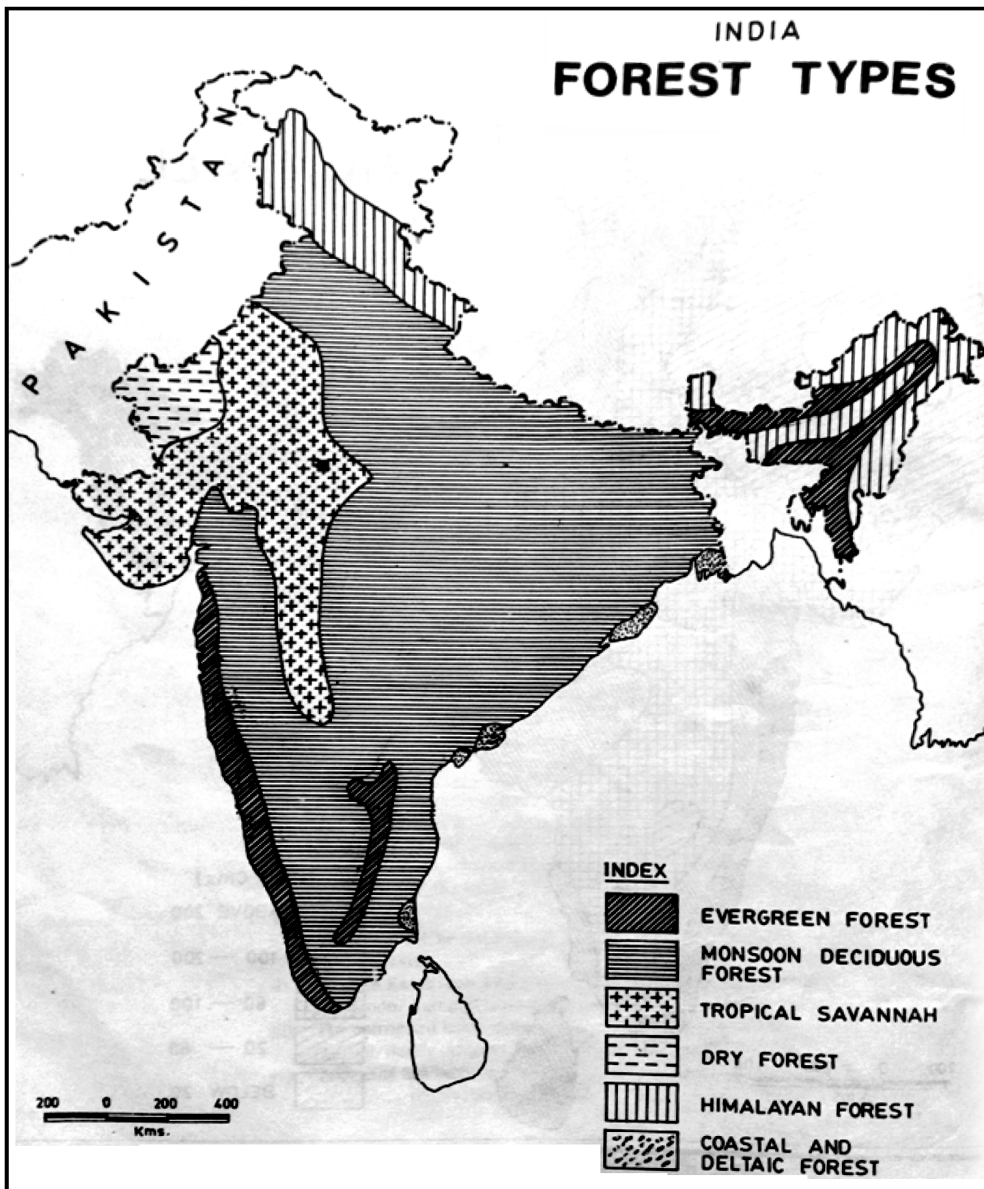 INDIA
FOREST TYPES
PAKISTAN
INDEX
EVERGREEN FOREST
MONSOON DECIDUOUS
FOREST
TROPICAL SAVANNAH
DRY FOREST
HIMALAYAN FOREST
COASTAL AND
DELTAIC FOREST
200 0 200 400
Kms.